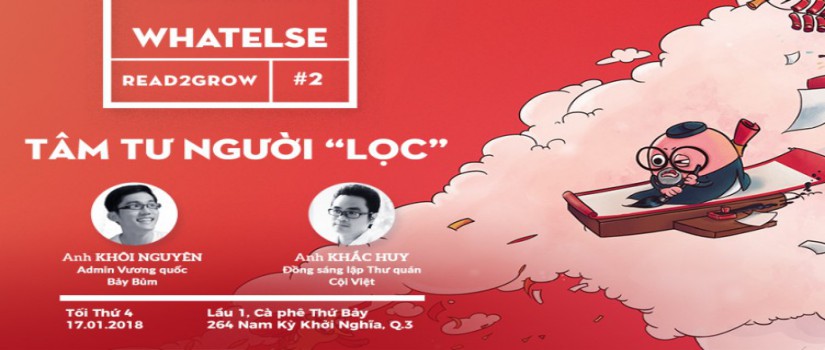 WHATELSE
READ2GROW #2
TÂM TƯ NGƯỜI “LỌC”
Anh KHÔI NGUYÊN
Admin Vương quốc
Bảy Bủm
Anh KHẮC HUY
Đồng sáng lập Thư quán
Cội Việt
Tối Thứ 4
17.01.2018
Lầu 1, Cà phê Thứ Bảy
264 Nam Kỳ Khởi Nghĩa, Q.3